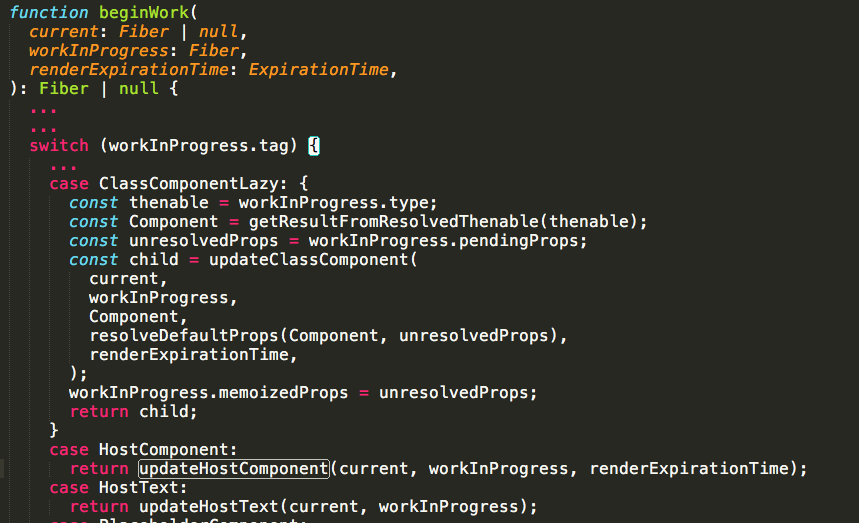 function beginWork(
  current: Fiber | null,
  workInProgress: Fiber,
  renderExpirationTime: ExpirationTime,
): Fiber | null {
  ...
  ...
  switch (workInProgress.tag) {
    ...
    case ClassComponentLazy: {
      const thenable = workInProgress.type;
      const Component = getResultFromResolvedThenable(thenable);
      const unresolvedProps = workInProgress.pendingProps;
      const child = updateClassComponent(
        current,
        workInProgress,
        Component,
        resolveDefaultProps(Component, unresolvedProps),
        renderExpirationTime,
      );
      workInProgress.memoizedProps = unresolvedProps;
      return child;
    }
    case HostComponent:
      return updateHostComponent(current, workInProgress, renderExpirationTime);
    case HostText:
      return updateHostText(current, workInProgress);
    case PlaceholderComponent: